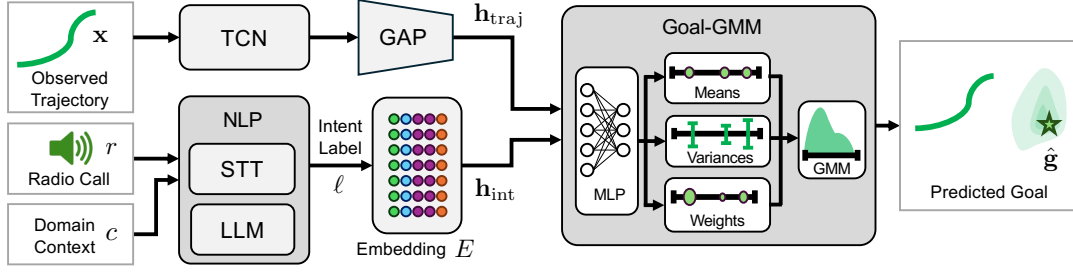 x
Observed
Trajectory
TCN
GAP
h_traj
r
Radio Call
Domain
Context c
NLP
STT
LLM
Intent
Label
ℓ
Embedding E
h_int
Goal-GMM
MLP
Means
Variances
Weights
GMM
ĝ
Predicted Goal